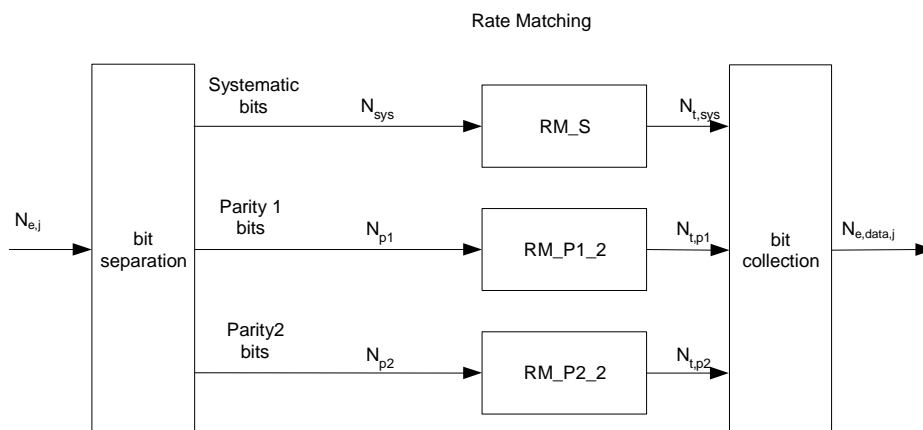 Rate Matching
Systematic
bits
N_sys
RM_S
N_t,sys
N_e,j
bit
separation
Parity 1
bits
N_p1
RM_P1_2
N_t,p1
bit
collection
N_e,data,j
Parity2
bits
N_p2
RM_P2_2
N_t,p2